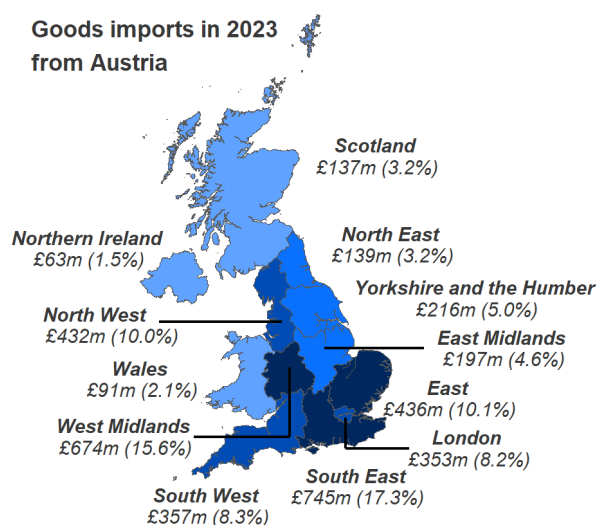 Goods imports in 2023
from Austria
Scotland
£137m (3.2%)
Northern Ireland
£63m (1.5%)
North East
£139m (3.2%)
Yorkshire and the Humber
£216m (5.0%)
North West
£432m (10.0%)
East Midlands
£197m (4.6%)
Wales
£91m (2.1%)
East
£436m (10.1%)
West Midlands
£674m (15.6%)
London
£353m (8.2%)
South East
£745m (17.3%)
South West
£357m (8.3%)